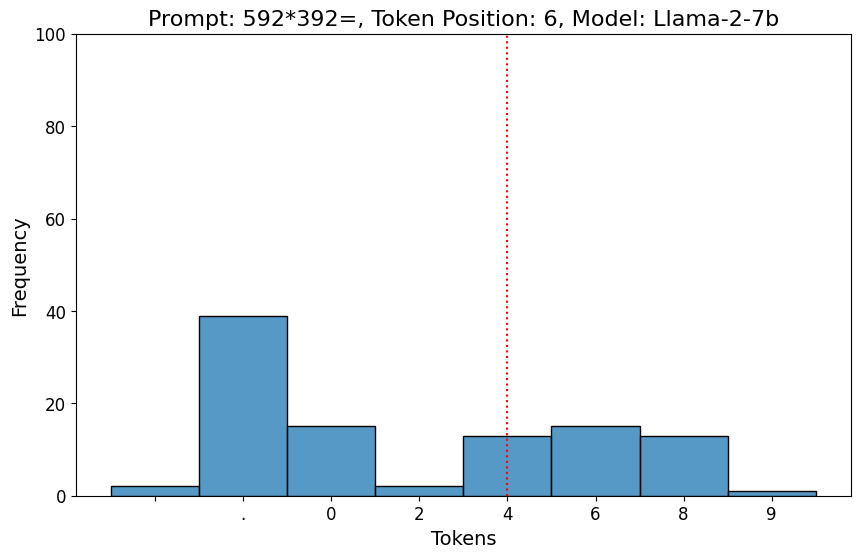 Prompt: 592*392=, Token Position: 6, Model: Llama-2-7b
100
80
60
40
20
0
Frequency
. 0 2 4 6 8 9
Tokens